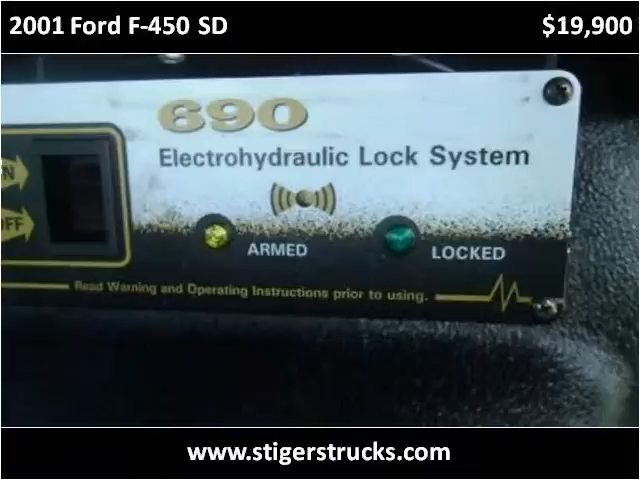 2001 Ford F-450 SD
$19,900
690
Electrohydraulic Lock System
ARMED
LOCKED
Read Warning and Operating Instructions prior to using.
www.stigerstrucks.com